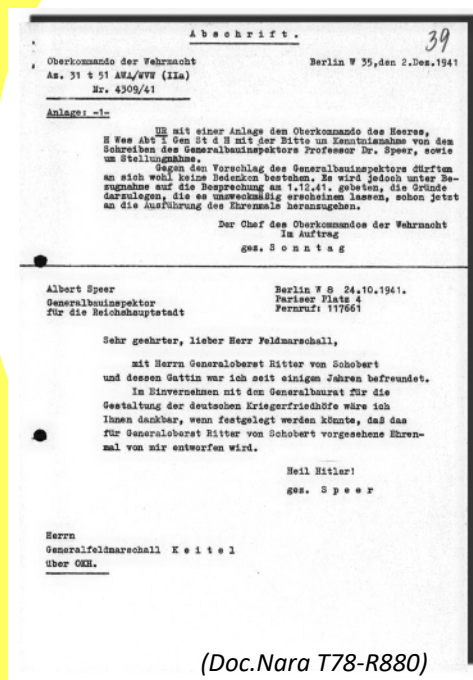 Abschrift.
39
Oberkommando der Wehrmacht
Berlin W 35,den 2.Dez.1941
Az. 31 t 51 AWA/WVW (IIa)
Nr. 4309/41
Anlage: -1-
UR mit einer Anlage dem Oberkommando des Heeres,
H Wes Abt i Gen St d H mit der Bitte um Kenntnisnahme von dem
Schreiben des Generalbauinspektors Professor Dr. Speer, sowie
um Stellungnahme.
Gegen den Vorschlag des Generalbauinspektors dürften
an sich wohl keine Bedenken bestehen. Es wird jedoch unter Be-
zugnahme auf die Besprechung am 1.12.41. gebeten, die Gründe
darzulegen, die es unzweckmäßig erscheinen lassen, schon jetzt
an die Ausführung des Ehrenmals heranzugehen.
Der Chef des Oberkommandos der Wehrmacht
Im Auftrag
gez. Sonntag
Albert Speer
Generalbauinspektor
für die Reichshauptstadt
Berlin W 8 24.10.1941.
Pariser Platz 4
Fernruf: 117661
Sehr geehrter, lieber Herr Feldmarschall,
mit Herrn Generaloberst Ritter von Schobert
und dessen Gattin war ich seit einigen Jahren befreundet.
Im Einvernehmen mit dem Generalbaurat für die
Gestaltung der deutschen Kriegerfriedhöfe wäre ich
Ihnen dankbar, wenn festgelegt werden könnte, daß das
für Generaloberst Ritter von Schobert vorgesehene Ehren-
mal von mir entworfen wird.
Heil Hitler!
gez. Speer
Herrn
Generalfeldmarschall Keitel
über OKH.
(Doc.Nara T78-R880)